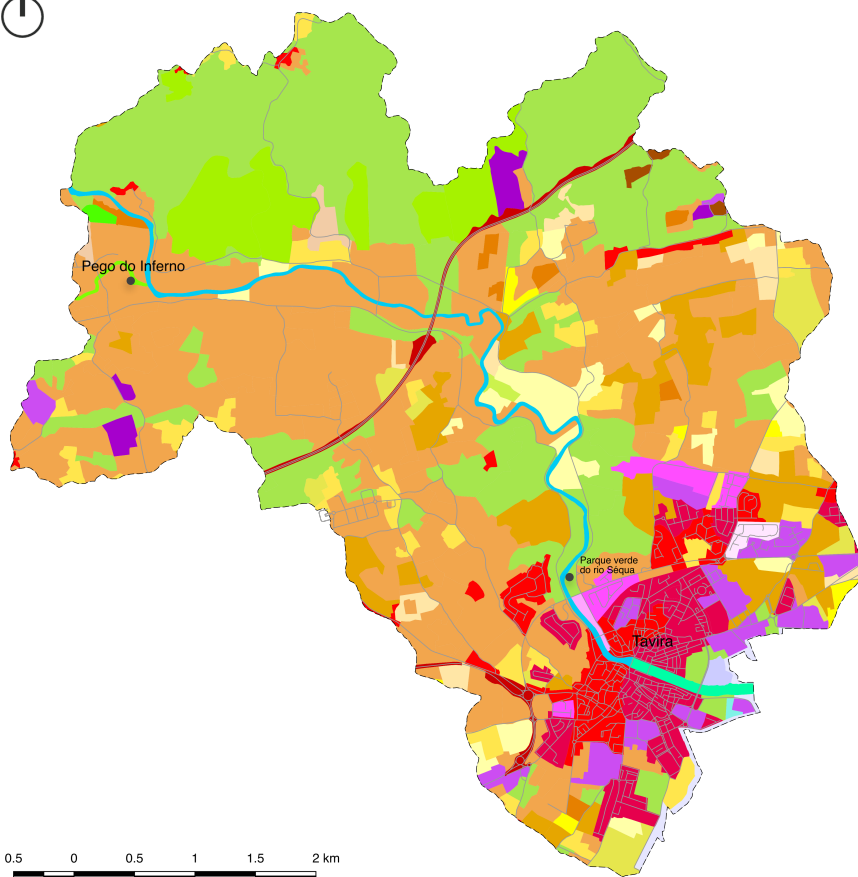 Pego do Inferno
Parque verde
do rio Séqua
Tavira
0.5 0 0.5 1 1.5 2 km